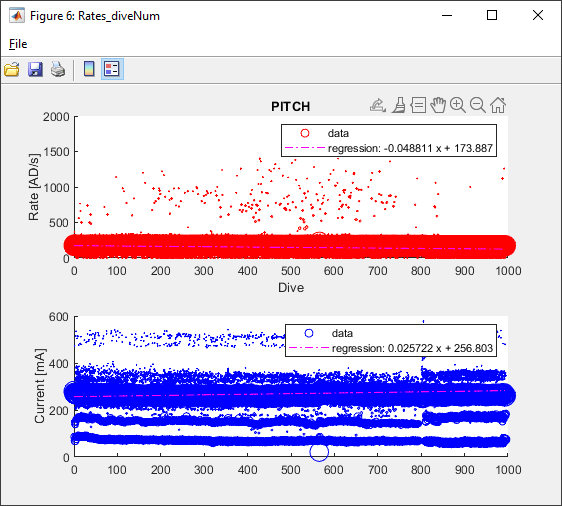 Figure 6: Rates_diveNum
File
PITCH
2000
1500
1000
500
0
Rate [AD/s]
data
regression: -0.048811 x + 173.887
0 100 200 300 400 500 600 700 800 900 1000
Dive
600
400
200
0
Current [mA]
data
regression: 0.025722 x + 256.803
0 100 200 300 400 500 600 700 800 900 1000